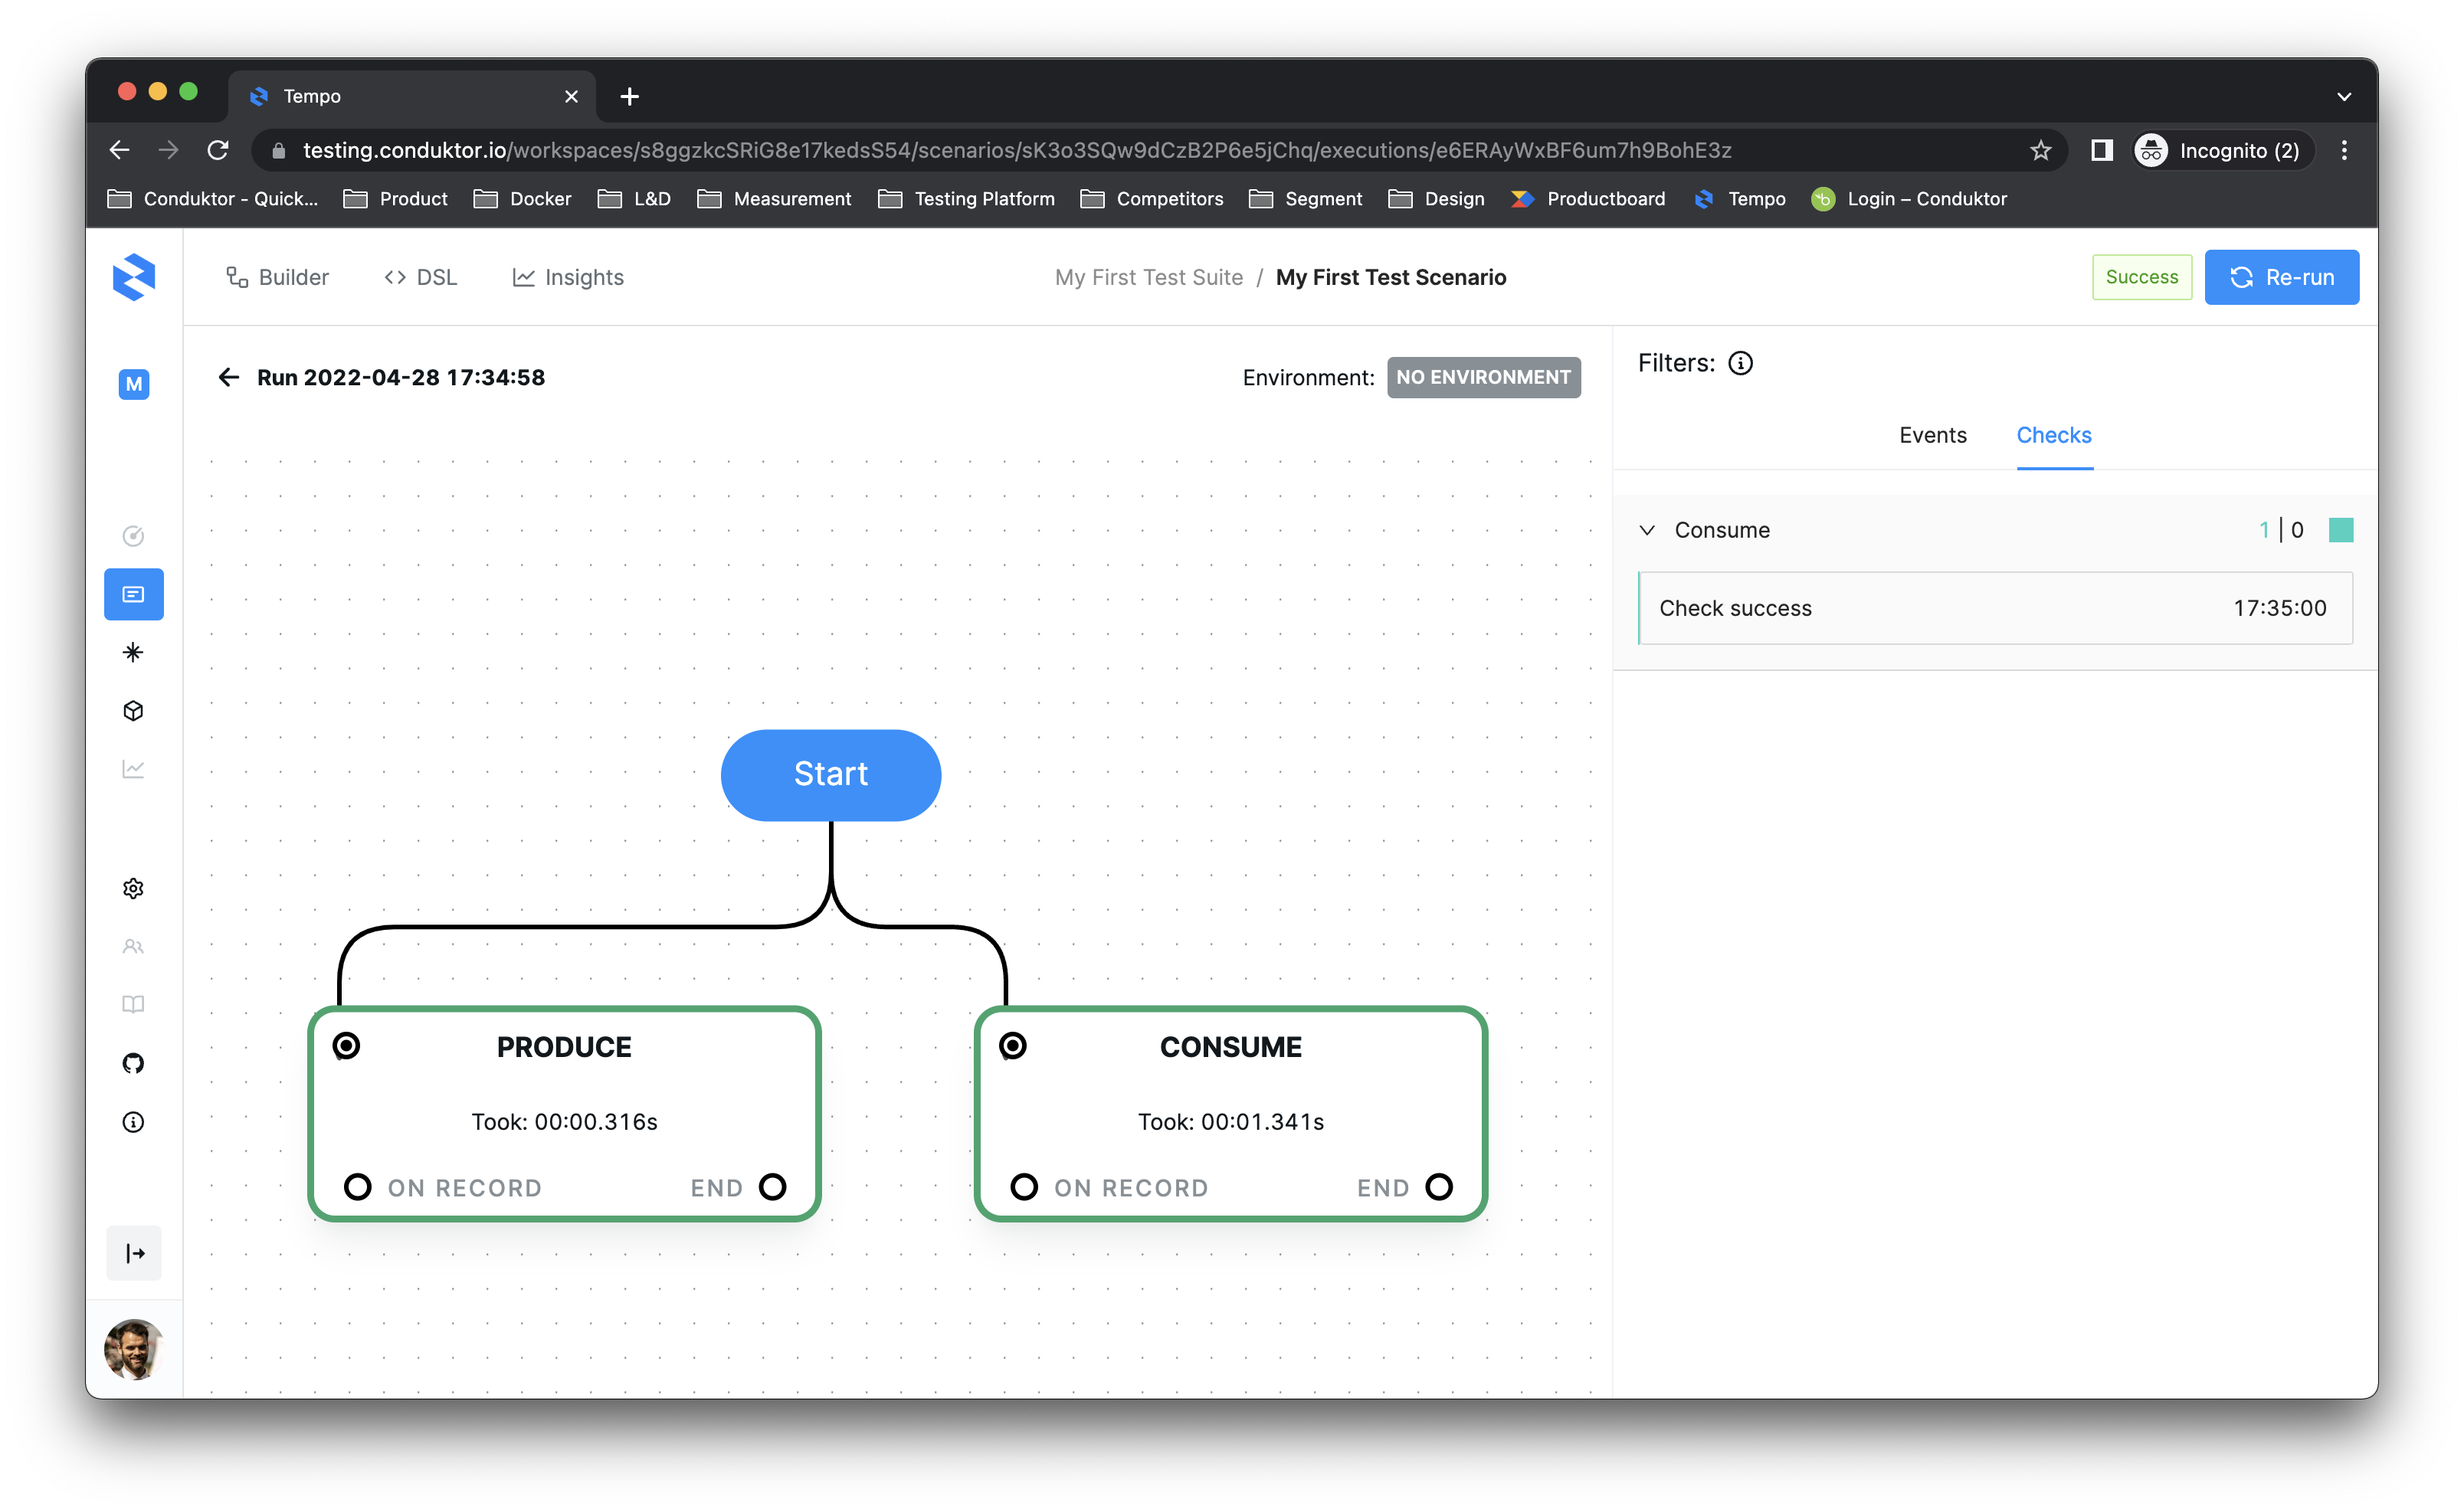 Tempo
testing.conduktor.io/workspaces/s8ggzkcSRiG8e17kedsS54/scenarios/sK3o3SQw9dCzB2P6e5jChq/executions/e6ERAyWxBF6um7h9BohE3z
Incognito (2)
Conduktor - Quick... Product Docker L&D Measurement Testing Platform Competitors Segment Design Productboard Tempo Login – Conduktor
Builder DSL Insights
My First Test Suite / My First Test Scenario
Success
Re-run
M
Run 2022-04-28 17:34:58
Environment: NO ENVIRONMENT
Filters:
Events Checks
Consume 1 | 0
Check success 17:35:00
Start
PRODUCE
Took: 00:00.316s
ON RECORD END
CONSUME
Took: 00:01.341s
ON RECORD END